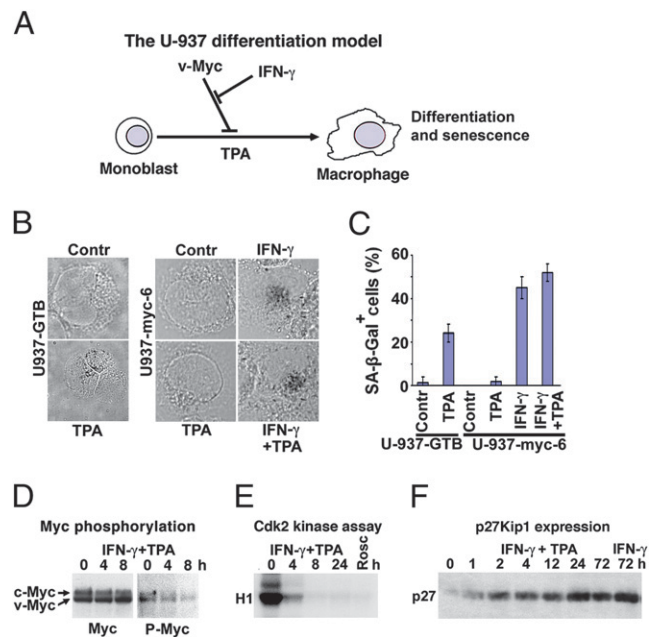 A
The U-937 differentiation model
v-Myc
IFN-γ
Differentiation
and senescence
Monoblast
TPA
Macrophage
B
Contr
Contr
IFN-γ
U937-GTB
U937-myc-6
TPA
TPA
IFN-γ
+TPA
C
SA-β-Gal+ cells (%)
60
40
20
0
Contr
TPA
Contr
TPA
IFN-γ
IFN-γ
+TPA
U-937-GTB
U-937-myc-6
D
Myc phosphorylation
IFN-γ+TPA
0 4 8 0 4 8 h
c-Myc
v-Myc
Myc
P-Myc
E
Cdk2 kinase assay
IFN-γ+TPA
0 4 8 24 Rosc h
H1
F
p27Kip1 expression
IFN-γ + TPA
IFN-γ
0 1 2 4 12 24 72 72 h
p27